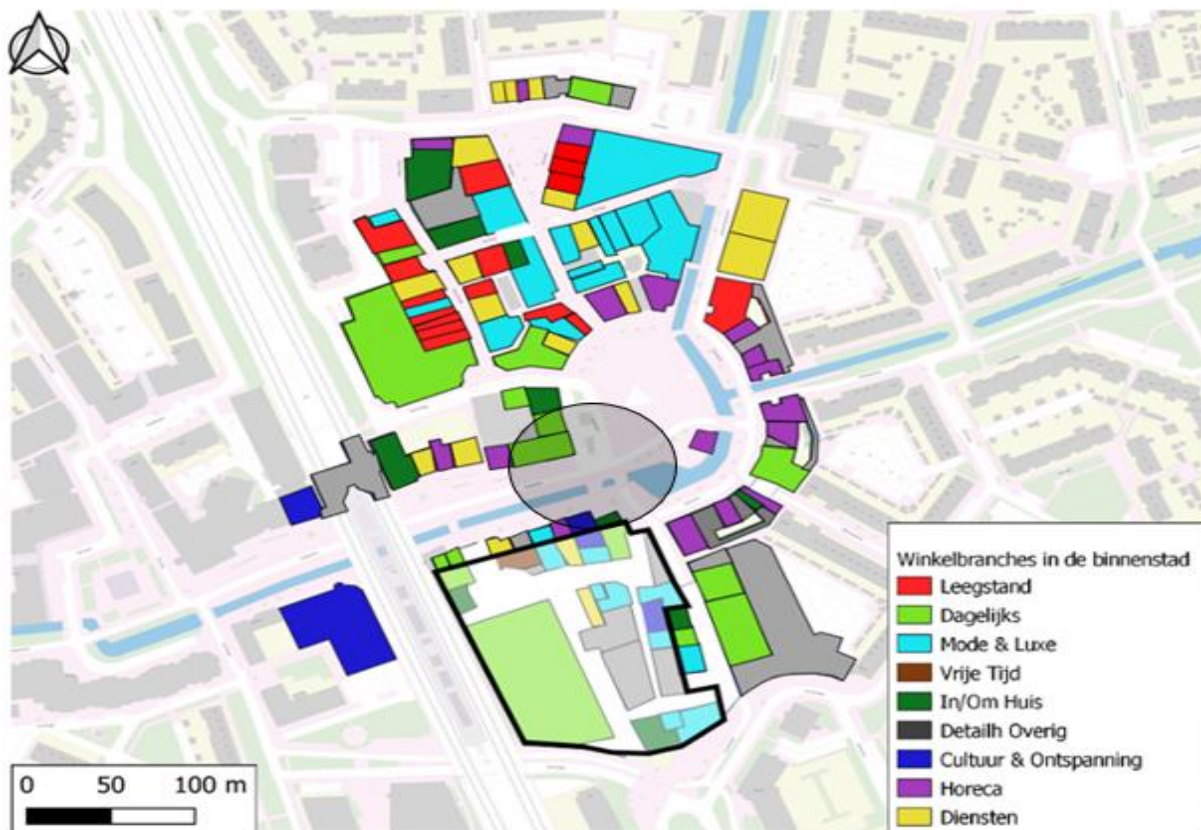 Winkelbranches in de binnenstad
Leegstand
Dagelijks
Mode & Luxe
Vrije Tijd
In/Om Huis
Detailh Overig
Cultuur & Ontspanning
Horeca
Diensten
0 50 100 m